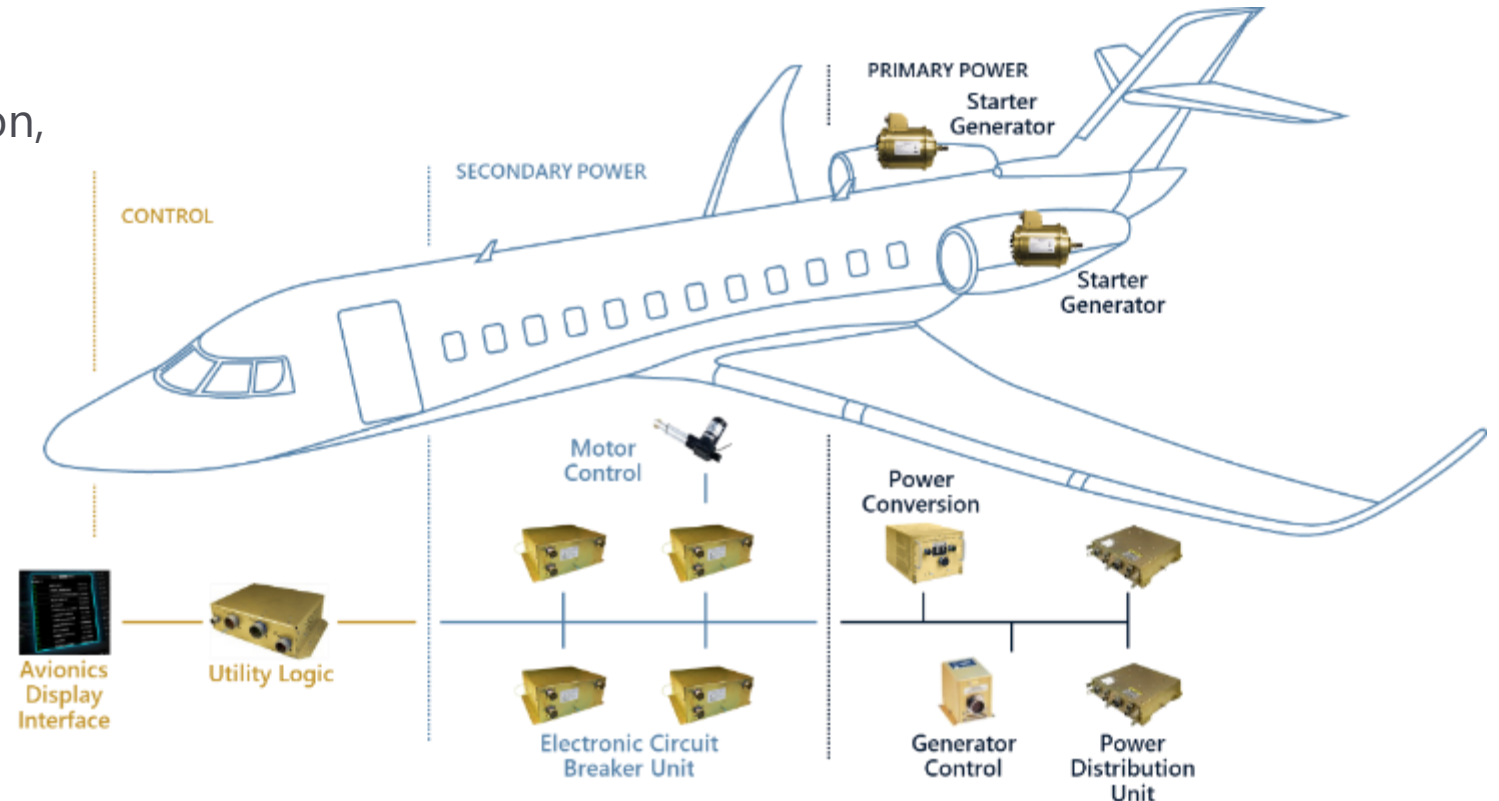 on,
PRIMARY POWER
Starter
Generator
SECONDARY POWER
CONTROL
Starter
Generator
Motor
Control
Power
Conversion
Avionics
Display
Interface
Utility Logic
Electronic Circuit
Breaker Unit
Generator
Control
Power
Distribution
Unit